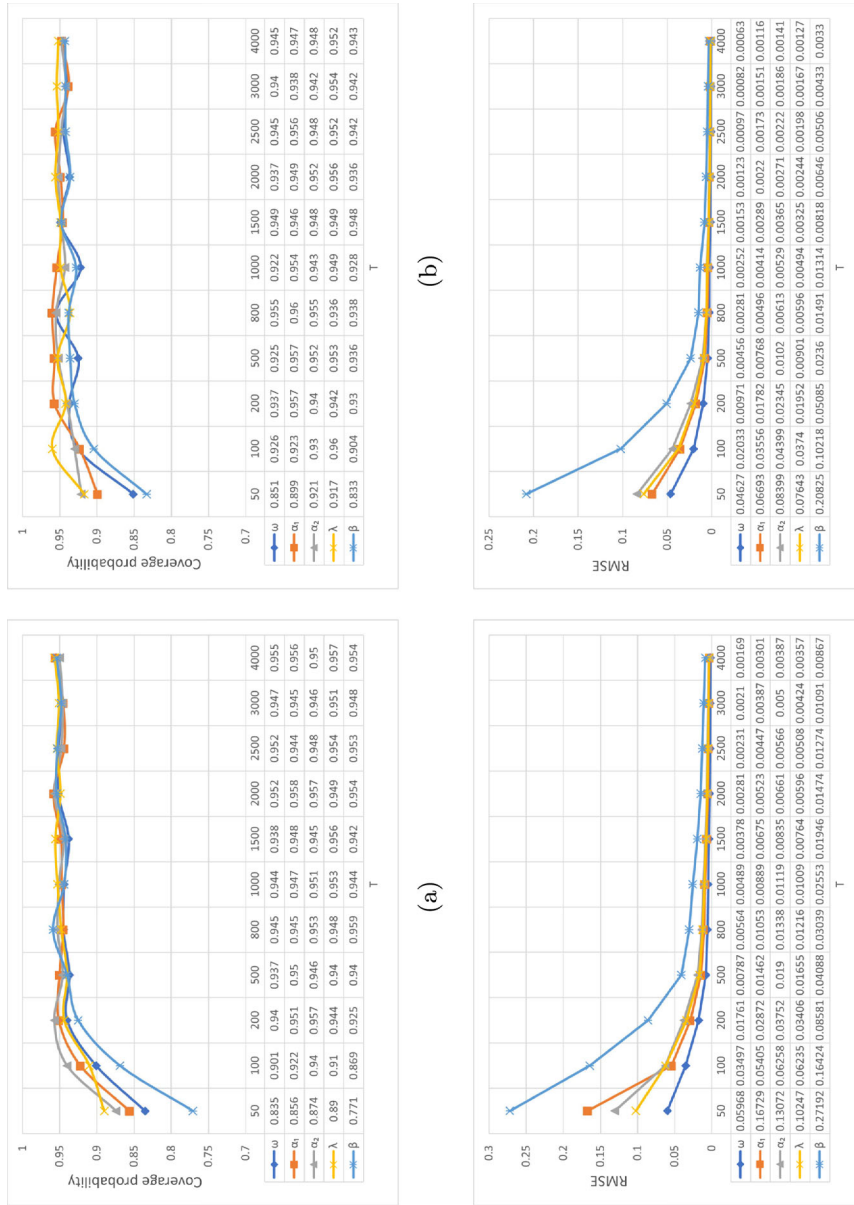 1
0.95
0.9
0.85
0.8
0.75
0.7
Coverage probability
50 100 200 500 800 1000 1500 2000 2500 3000 4000
ω 0.835 0.901 0.94 0.937 0.945 0.944 0.938 0.952 0.952 0.947 0.955
α₁ 0.856 0.922 0.951 0.95 0.945 0.947 0.948 0.958 0.944 0.945 0.956
α₂ 0.874 0.94 0.957 0.946 0.953 0.951 0.945 0.957 0.948 0.946 0.95
λ 0.89 0.91 0.944 0.94 0.948 0.953 0.956 0.949 0.954 0.951 0.957
β 0.771 0.869 0.925 0.94 0.959 0.944 0.942 0.954 0.953 0.948 0.954
T
(a)
1
0.95
0.9
0.85
0.8
0.75
0.7
Coverage probability
50 100 200 500 800 1000 1500 2000 2500 3000 4000
ω 0.851 0.926 0.937 0.925 0.955 0.922 0.949 0.937 0.945 0.94 0.945
α₁ 0.899 0.923 0.957 0.957 0.96 0.954 0.946 0.949 0.956 0.938 0.947
α₂ 0.921 0.93 0.94 0.952 0.955 0.943 0.948 0.952 0.948 0.942 0.948
λ 0.917 0.96 0.942 0.953 0.936 0.949 0.949 0.956 0.952 0.954 0.952
β 0.833 0.904 0.93 0.936 0.938 0.928 0.948 0.936 0.942 0.942 0.943
T
(b)
0.3
0.25
0.2
0.15
0.1
0.05
0
RMSE
50 100 200 500 800 1000 1500 2000 2500 3000 4000
ω 0.05968 0.03497 0.01761 0.00787 0.00564 0.00489 0.00378 0.00281 0.00231 0.0021 0.00169
α₁ 0.16729 0.05405 0.02872 0.01462 0.01053 0.00889 0.00675 0.00523 0.00447 0.00387 0.00301
α₂ 0.13072 0.06258 0.03752 0.019 0.01338 0.01119 0.00835 0.00661 0.00566 0.005 0.00387
λ 0.10247 0.06235 0.03406 0.01655 0.01216 0.01009 0.00764 0.00596 0.00508 0.00424 0.00357
β 0.27192 0.16424 0.08581 0.04088 0.03039 0.02553 0.01946 0.01474 0.01274 0.01091 0.00867
T
0.25
0.2
0.15
0.1
0.05
0
RMSE
50 100 200 500 800 1000 1500 2000 2500 3000 4000
ω 0.04627 0.02033 0.00971 0.00456 0.00281 0.00252 0.00153 0.00123 0.00097 0.00082 0.00063
α₁ 0.06693 0.03556 0.01782 0.00768 0.00496 0.00414 0.00289 0.0022 0.00173 0.00151 0.00116
α₂ 0.08399 0.04399 0.02345 0.0102 0.00613 0.00529 0.00365 0.00271 0.00222 0.00186 0.00141
λ 0.07643 0.0374 0.01952 0.00901 0.00596 0.00494 0.00325 0.00244 0.00198 0.00167 0.00127
β 0.20825 0.10218 0.05085 0.0236 0.01491 0.01314 0.00818 0.00646 0.00506 0.00433 0.0033
T